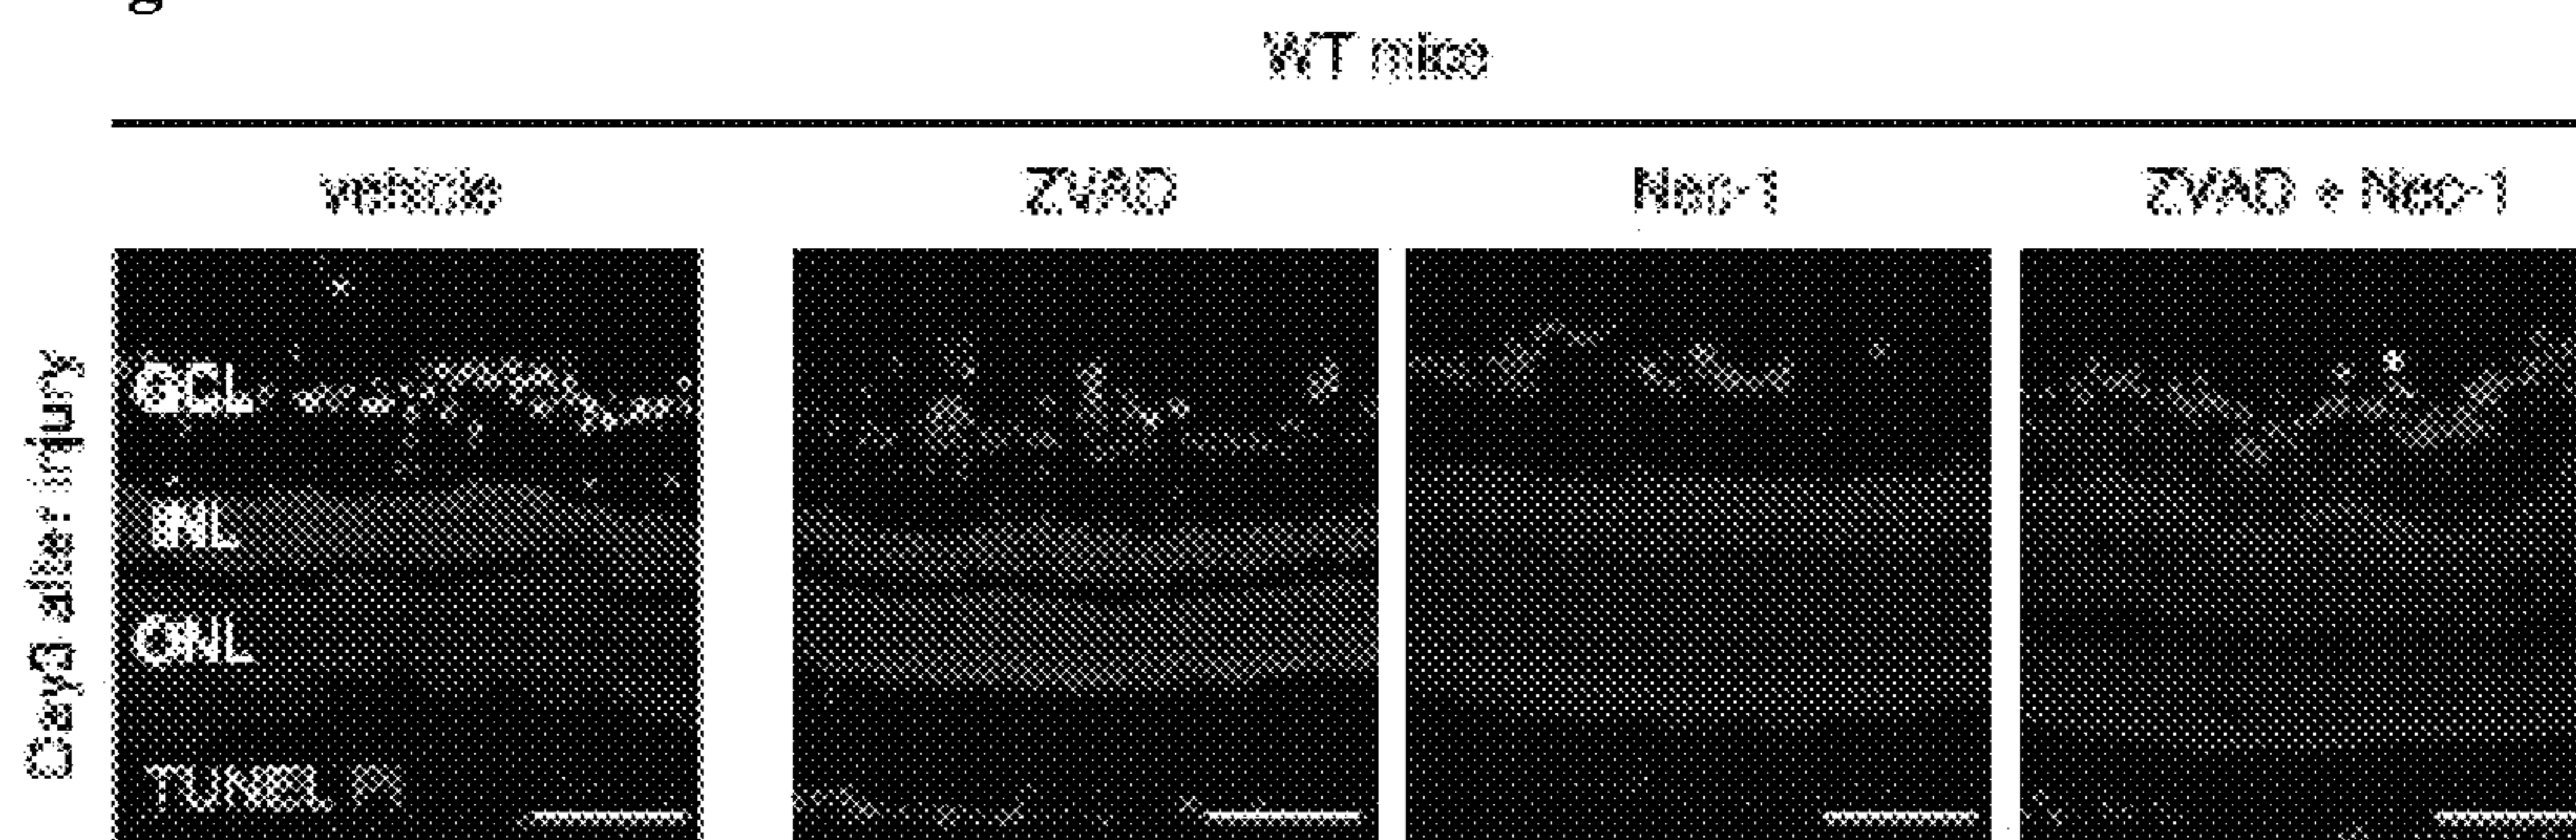 g
WT mice
vehicle
ZVAD
Nec-1
ZVAD + Nec-1
Day3 after injury
GCL
INL
ONL
TUNEL PI